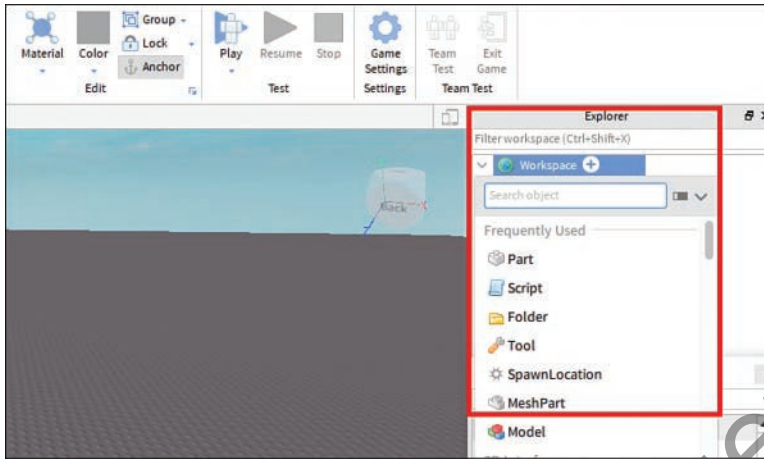 Group
Lock
Anchor
Material
Color
Edit
Play
Resume
Stop
Test
Game
Settings
Settings
Team
Test
Exit
Game
Team Test
Explorer
Filter workspace (Ctrl+Shift+X)
Workspace
Search object
Back
X
Frequently Used
Part
Script
Folder
Tool
SpawnLocation
MeshPart
Model